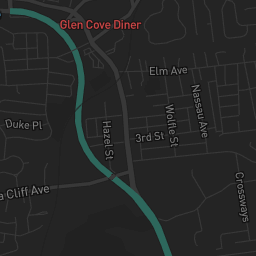 Glen Cove Diner
Elm Ave
Nassau Ave
Wolfle St
Duke Pl
Hazel St
3rd St
Cliff Ave
Crossways